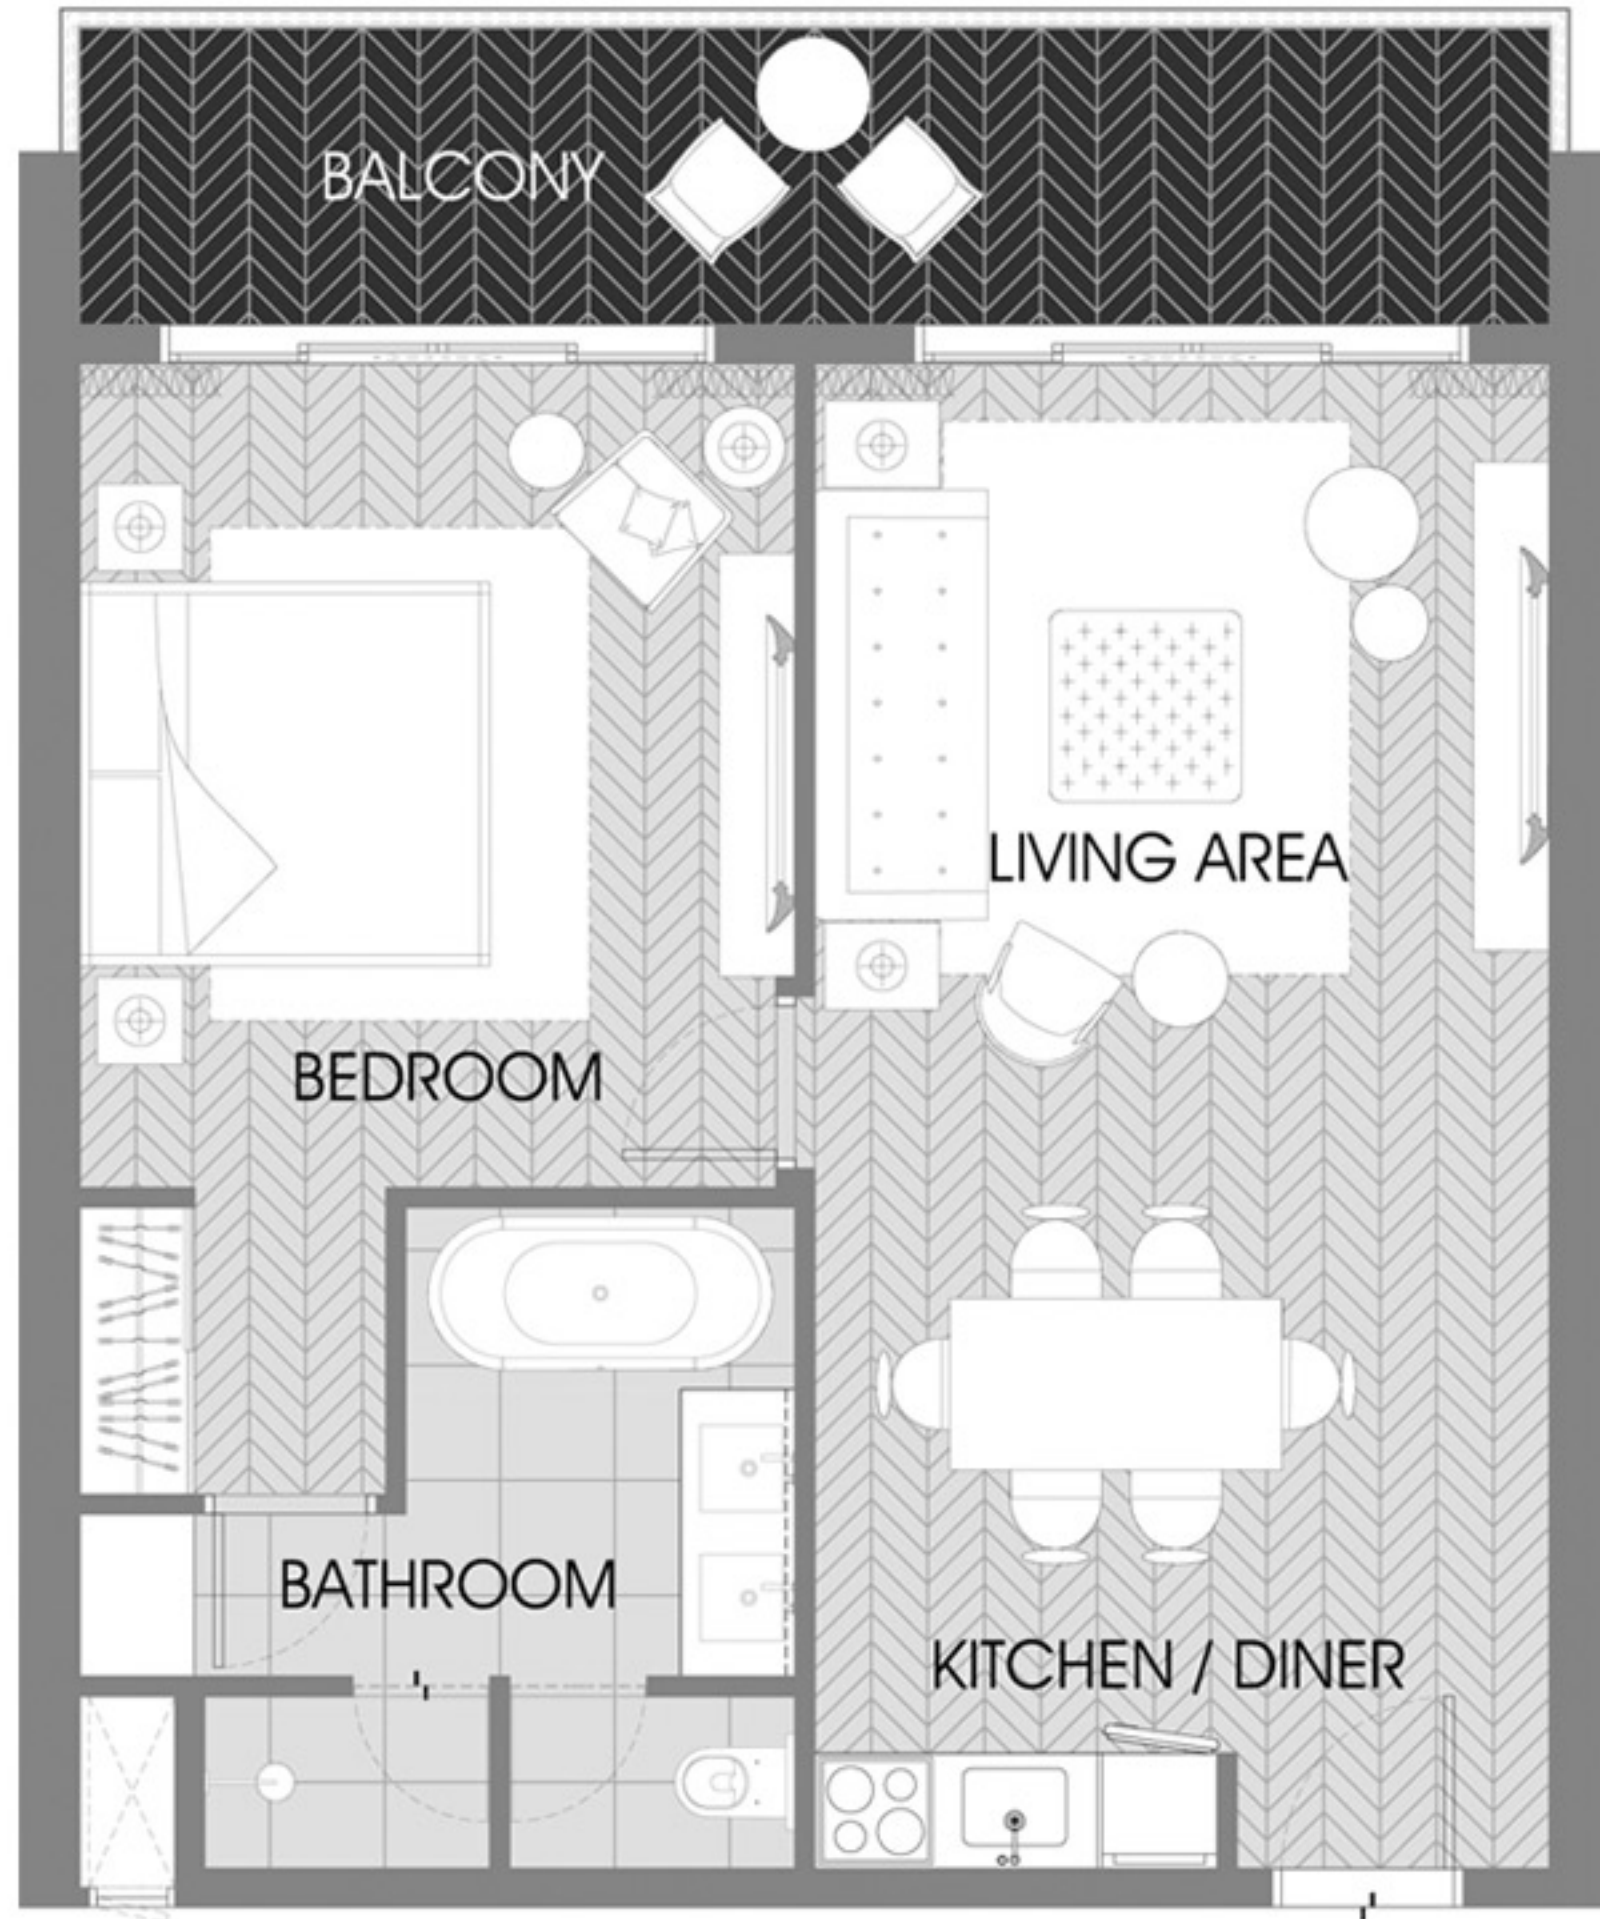 BALCONY
LIVING AREA
BEDROOM
BATHROOM
KITCHEN / DINER